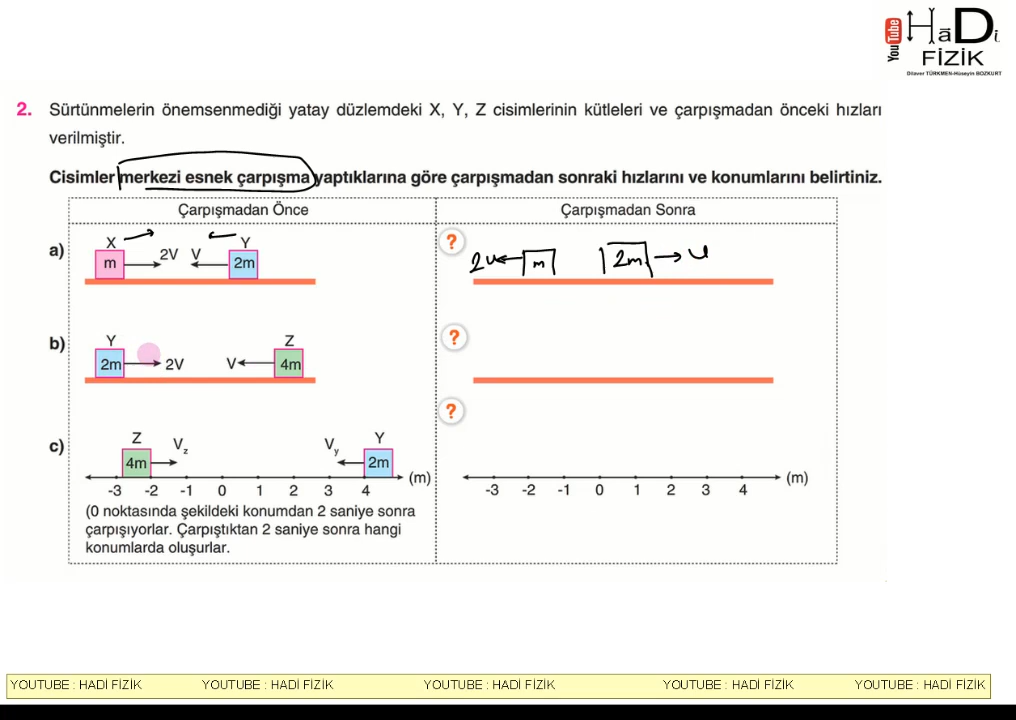 YouTube HaDi
FİZİK
Dilaver TÜRKMEN-Hüseyin BOZKURT
2. Sürtünmelerin önemsenmediği yatay düzlemdeki X, Y, Z cisimlerinin kütleleri ve çarpışmadan önceki hızları
verilmiştir.
Cisimler merkezi esnek çarpışma yaptıklarına göre çarpışmadan sonraki hızlarını ve konumlarını belirtiniz.
Çarpışmadan Önce
Çarpışmadan Sonra
a)
X
Y
2V V
m
2m
?
2v m 2m v
b)
Y
Z
2m 2V V 4m
?
c)
Z
Vz
Vy
Y
4m
2m
(m)
-3 -2 -1 0 1 2 3 4
(0 noktasında şekildeki konumdan 2 saniye sonra
çarpışıyorlar. Çarpıştıktan 2 saniye sonra hangi
konumlarda oluşurlar.
?
(m)
-3 -2 -1 0 1 2 3 4
YOUTUBE : HADİ FİZİK YOUTUBE : HADİ FİZİK YOUTUBE : HADİ FİZİK YOUTUBE : HADİ FİZİK YOUTUBE : HADİ FİZİK